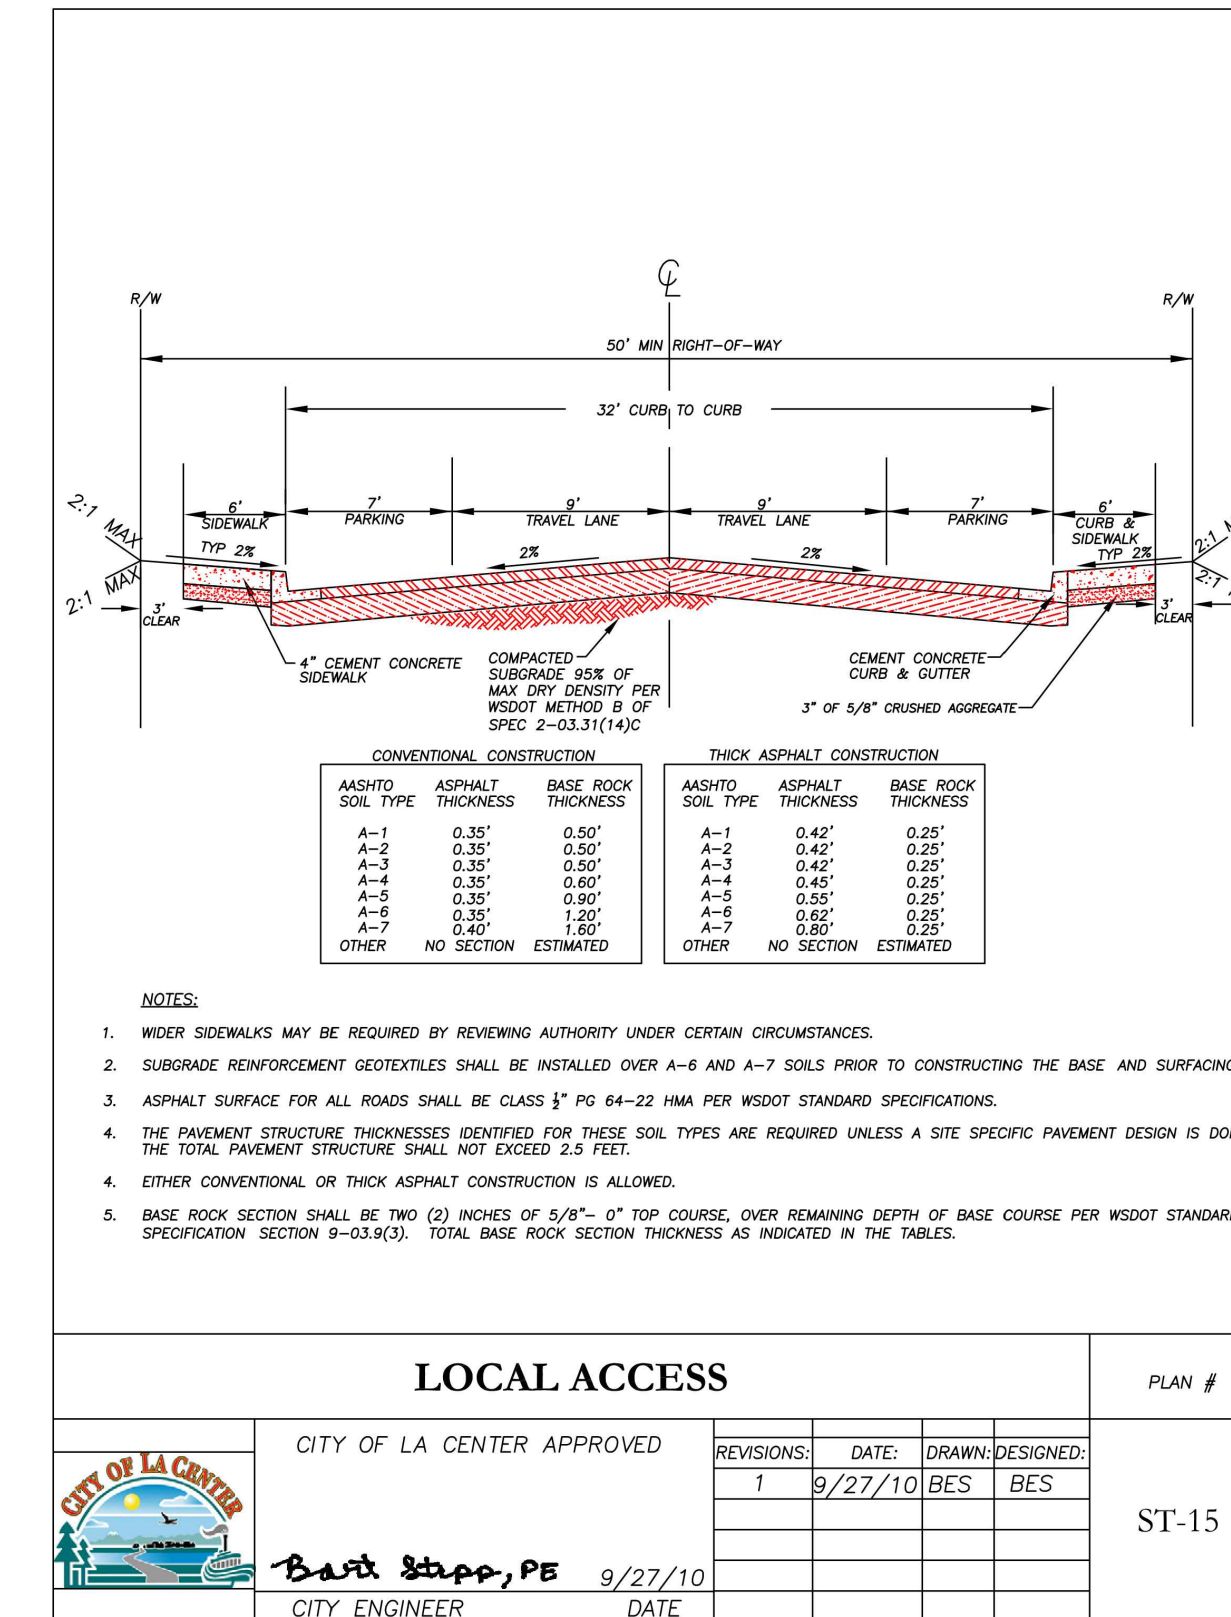 ℄
R/W
R/W
50' MIN RIGHT-OF-WAY
32' CURB TO CURB
2:1 MAX
2:1 MAX
6'
SIDEWALK
TYP 2%
7'
PARKING
9'
TRAVEL LANE
9'
TRAVEL LANE
7'
PARKING
6'
CURB &
SIDEWALK
TYP 2%
2:1
2:1
2%
2%
3'
CLEAR
3'
CLEAR
4" CEMENT CONCRETE
SIDEWALK
COMPACTED
SUBGRADE 95% OF
MAX DRY DENSITY PER
WSDOT METHOD B OF
SPEC 2-03.31(14)C
CEMENT CONCRETE
CURB & GUTTER
3" OF 5/8" CRUSHED AGGREGATE
CONVENTIONAL CONSTRUCTION
AASHTO ASPHALT BASE ROCK
SOIL TYPE THICKNESS THICKNESS
A-1 0.35' 0.50'
A-2 0.35' 0.50'
A-3 0.35' 0.50'
A-4 0.35' 0.60'
A-5 0.35' 0.90'
A-6 0.35' 1.20'
A-7 0.40' 1.60'
OTHER NO SECTION ESTIMATED
THICK ASPHALT CONSTRUCTION
AASHTO ASPHALT BASE ROCK
SOIL TYPE THICKNESS THICKNESS
A-1 0.42' 0.25'
A-2 0.42' 0.25'
A-3 0.42' 0.25'
A-4 0.45' 0.25'
A-5 0.55' 0.25'
A-6 0.62' 0.25'
A-7 0.80' 0.25'
OTHER NO SECTION ESTIMATED
NOTES:
1. WIDER SIDEWALKS MAY BE REQUIRED BY REVIEWING AUTHORITY UNDER CERTAIN CIRCUMSTANCES.
2. SUBGRADE REINFORCEMENT GEOTEXTILES SHALL BE INSTALLED OVER A-6 AND A-7 SOILS PRIOR TO CONSTRUCTING THE BASE AND SURFACING
3. ASPHALT SURFACE FOR ALL ROADS SHALL BE CLASS ½" PG 64-22 HMA PER WSDOT STANDARD SPECIFICATIONS.
4. THE PAVEMENT STRUCTURE THICKNESSES IDENTIFIED FOR THESE SOIL TYPES ARE REQUIRED UNLESS A SITE SPECIFIC PAVEMENT DESIGN IS
THE TOTAL PAVEMENT STRUCTURE SHALL NOT EXCEED 2.5 FEET.
4. EITHER CONVENTIONAL OR THICK ASPHALT CONSTRUCTION IS ALLOWED.
5. BASE ROCK SECTION SHALL BE TWO (2) INCHES OF 5/8"- 0" TOP COURSE, OVER REMAINING DEPTH OF BASE COURSE PER WSDOT STANDARD
SPECIFICATION SECTION 9-03.9(3). TOTAL BASE ROCK SECTION THICKNESS AS INDICATED IN THE TABLES.
LOCAL ACCESS
PLAN #
ST-15
CITY OF LA CENTER
CITY OF LA CENTER APPROVED
Bart Stepp, PE 9/27/10
CITY ENGINEER DATE
REVISIONS: DATE: DRAWN: DESIGNED:
1 9/27/10 BES BES